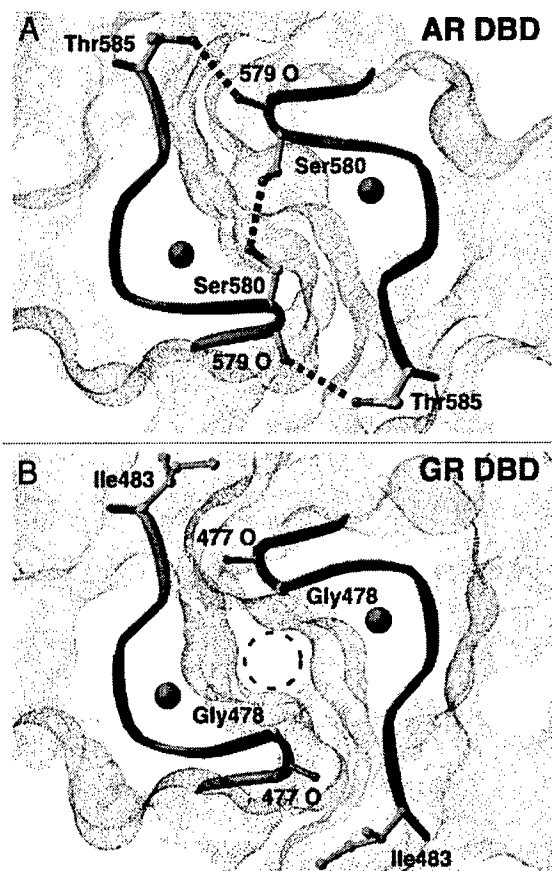 A
AR DBD
Thr585
579 O
Ser580
Ser580
579 O
Thr585
B
GR DBD
Ile483
477 O
Gly478
Gly478
477 O
Ile483